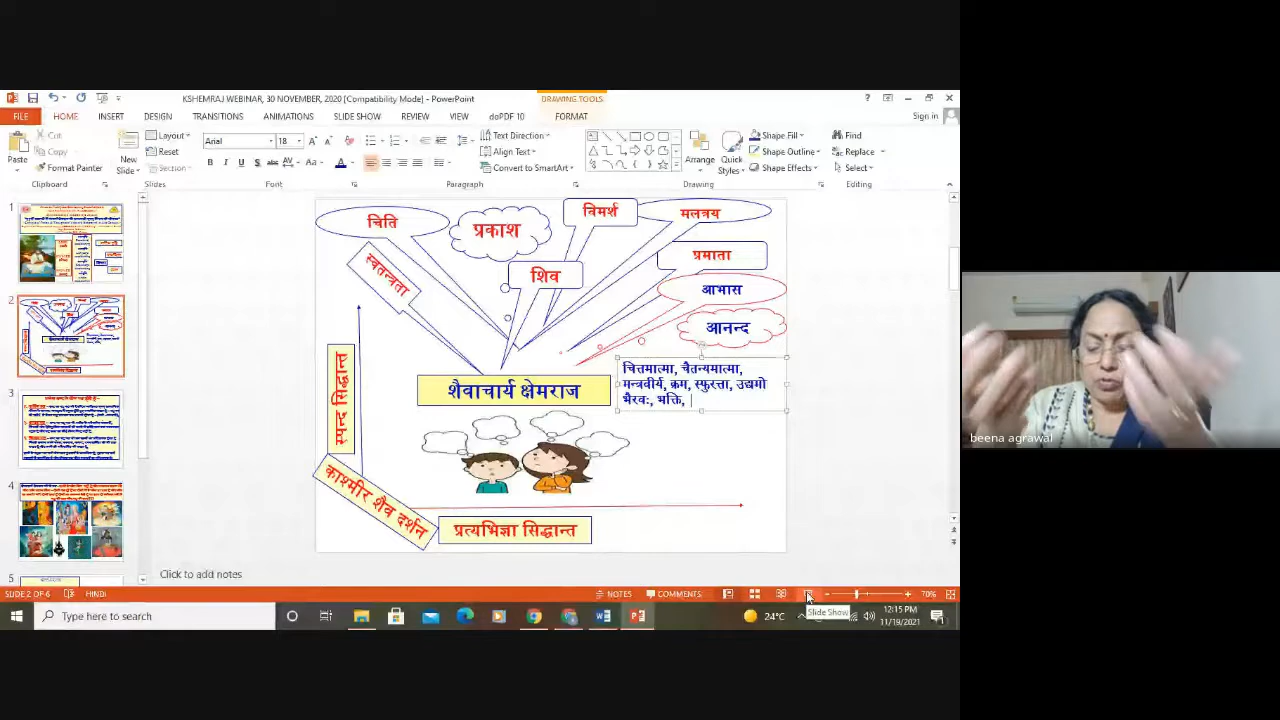 KSHEMRAJ WEBINAR, 30 NOVEMBER, 2020 [Compatibility Mode] - PowerPoint
DRAWING TOOLS
Sign in
FILE HOME INSERT DESIGN TRANSITIONS ANIMATIONS SLIDE SHOW REVIEW VIEW doPDF 10 FORMAT
Paste
Cut
Copy
Format Painter
New Slide
Layout
Reset
Section
Arial 18
Text Direction
Align Text
Convert to SmartArt
Arrange
Quick Styles
Shape Fill
Shape Outline
Shape Effects
Find
Replace
Select
Clipboard Slides Font Paragraph Drawing Editing
1
2
3
4
5
चिति
प्रकाश
विमर्श
मलत्रय
स्वतन्त्रता
शिव
प्रमाता
आभास
आनन्द
चित्तमात्मा, चैतन्यमात्मा,
मन्त्रवीर्य, क्रम, स्फुरत्ता, उद्यमो
भैरवः, भक्ति,
शैवाचार्य क्षेमराज
स्पन्द सिद्धान्त
काश्मीर शैव दर्शन
प्रत्यभिज्ञा सिद्धान्त
Click to add notes
SLIDE 2 OF 6 HINDI NOTES COMMENTS 70%
Slide Show
Type here to search
24°C
12:15 PM
11/19/2021
beena agrawal